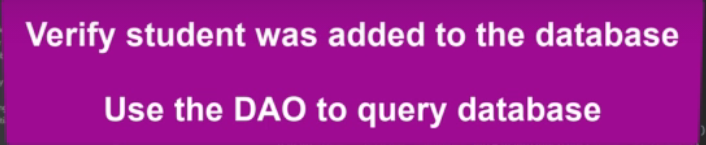 Verify student was added to the database
Use the DAO to query database